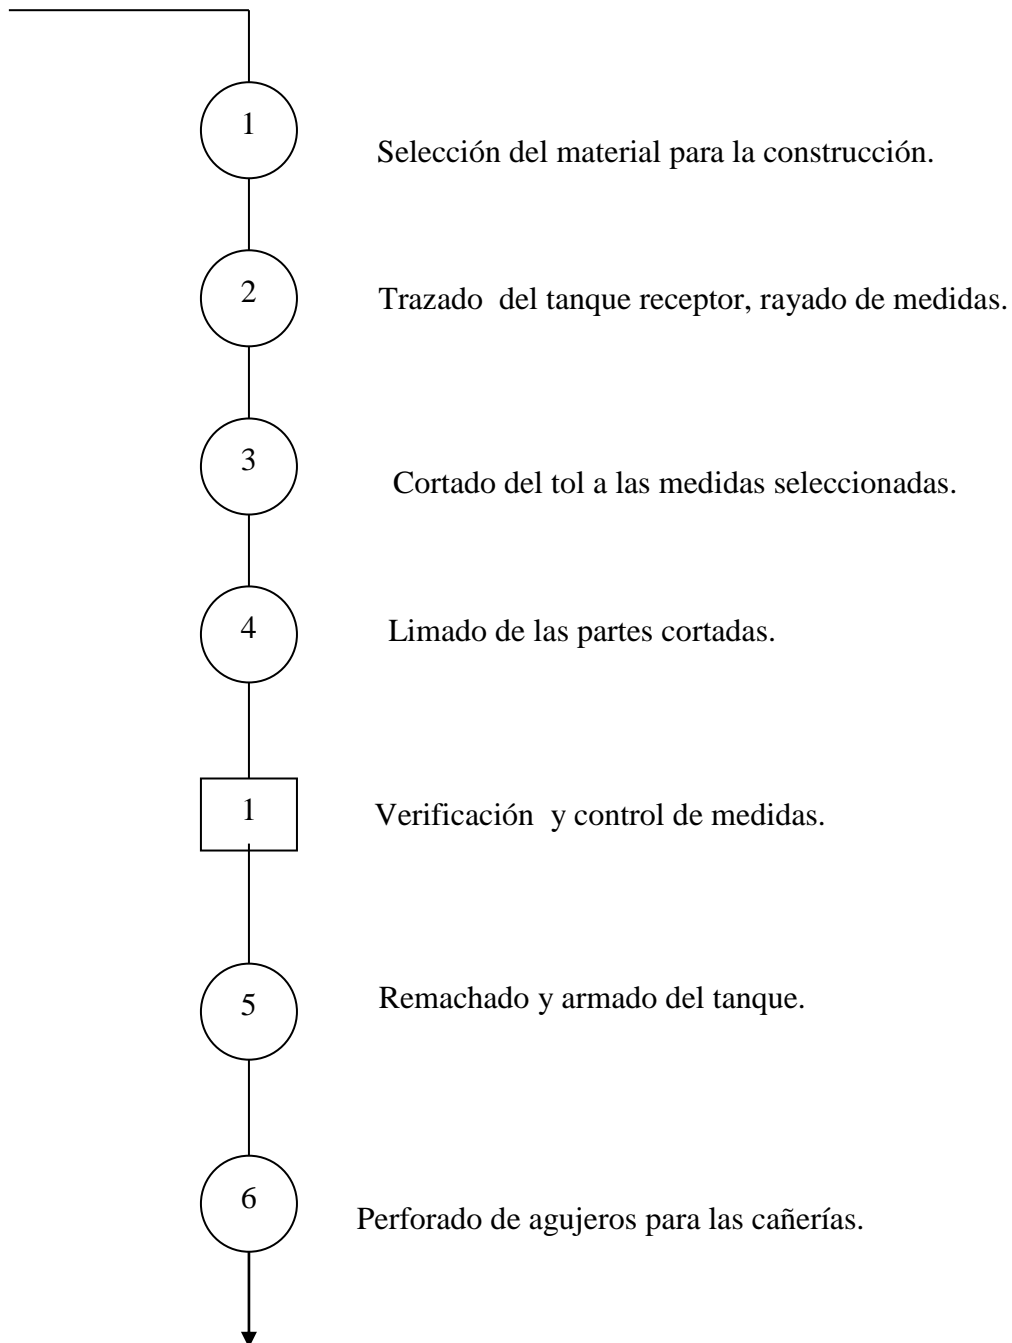 1
Selección del material para la construcción.
2
Trazado  del tanque receptor, rayado de medidas.
3
Cortado del tol a las medidas seleccionadas.
4
Limado de las partes cortadas.
1
Verificación  y control de medidas.
5
Remachado y armado del tanque.
6
Perforado de agujeros para las cañerías.